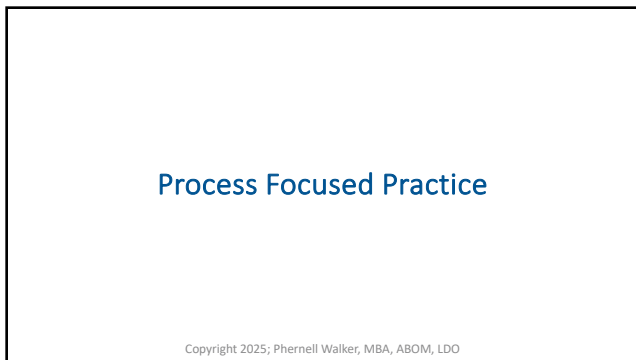 Process Focused Practice
Copyright 2025; Phernell Walker, MBA, ABOM, LDO